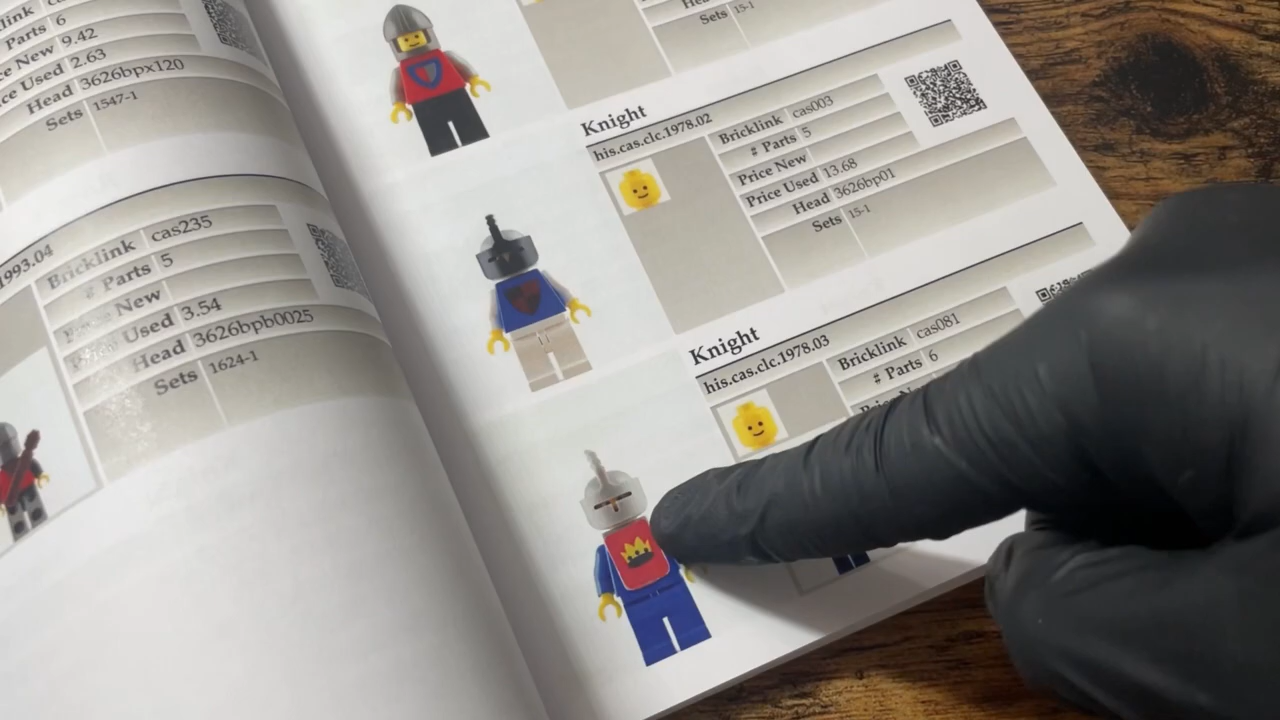 Parts 6
9.42
Used 2.63
Head 3626bpx120
Sets 1547-1
1993.04
Bricklink cas235
# Parts 5
New
Used 3.54
Head 3626bpb0025
Sets 1624-1
Sets 15-1
Knight
his.cas.clc.1978.02
Bricklink cas003
# Parts 5
Price New
Price Used 13.68
Head 3626bp01
Sets 15-1
Knight
his.cas.clc.1978.03
Bricklink cas081
# Parts 6